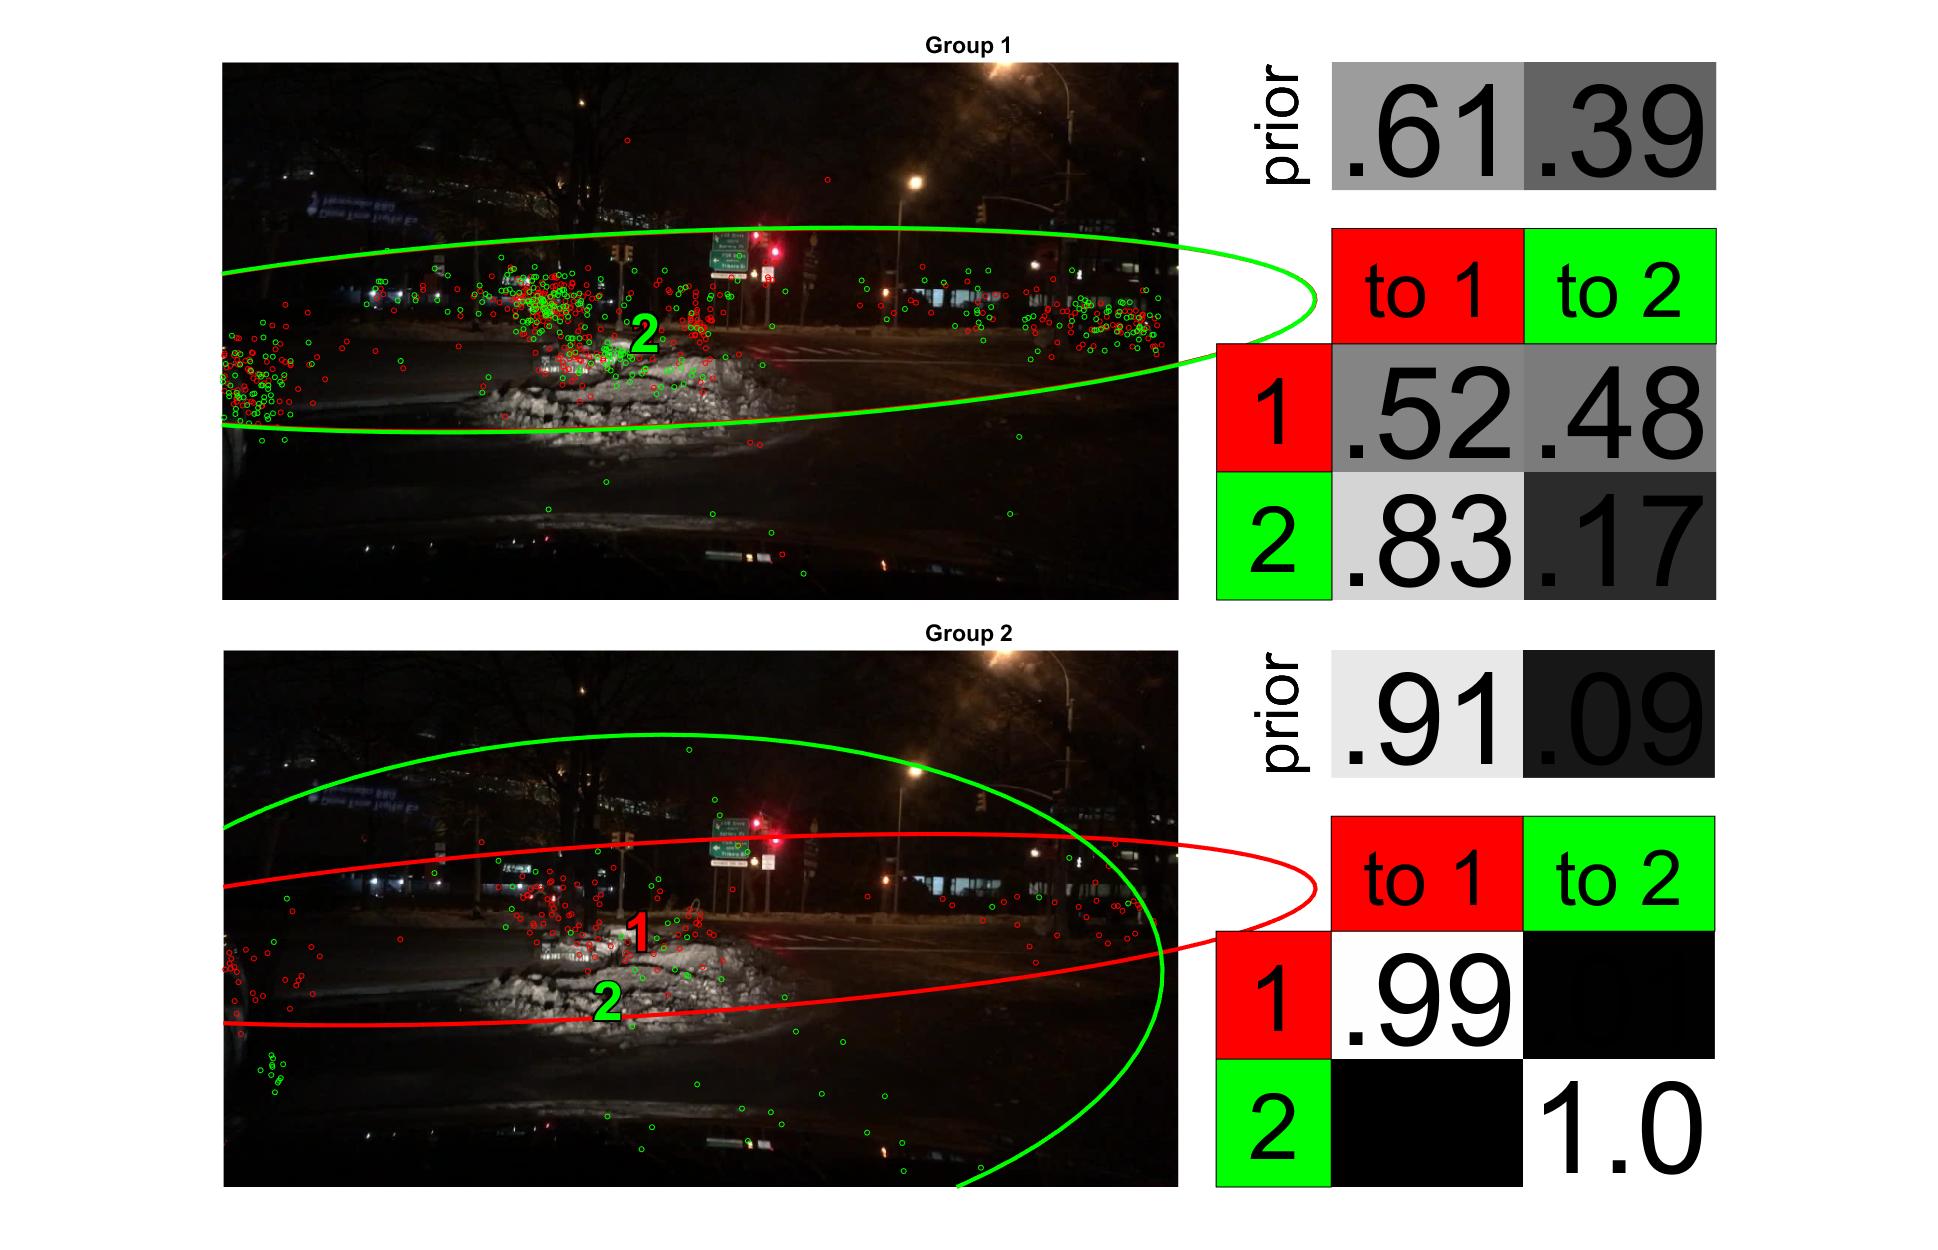 Group 1
2
prior
.61 .39
to 1 to 2
1 .52 .48
2 .83 .17
Group 2
1
2
prior
.91 .09
to 1 to 2
1 .99
2 1.0